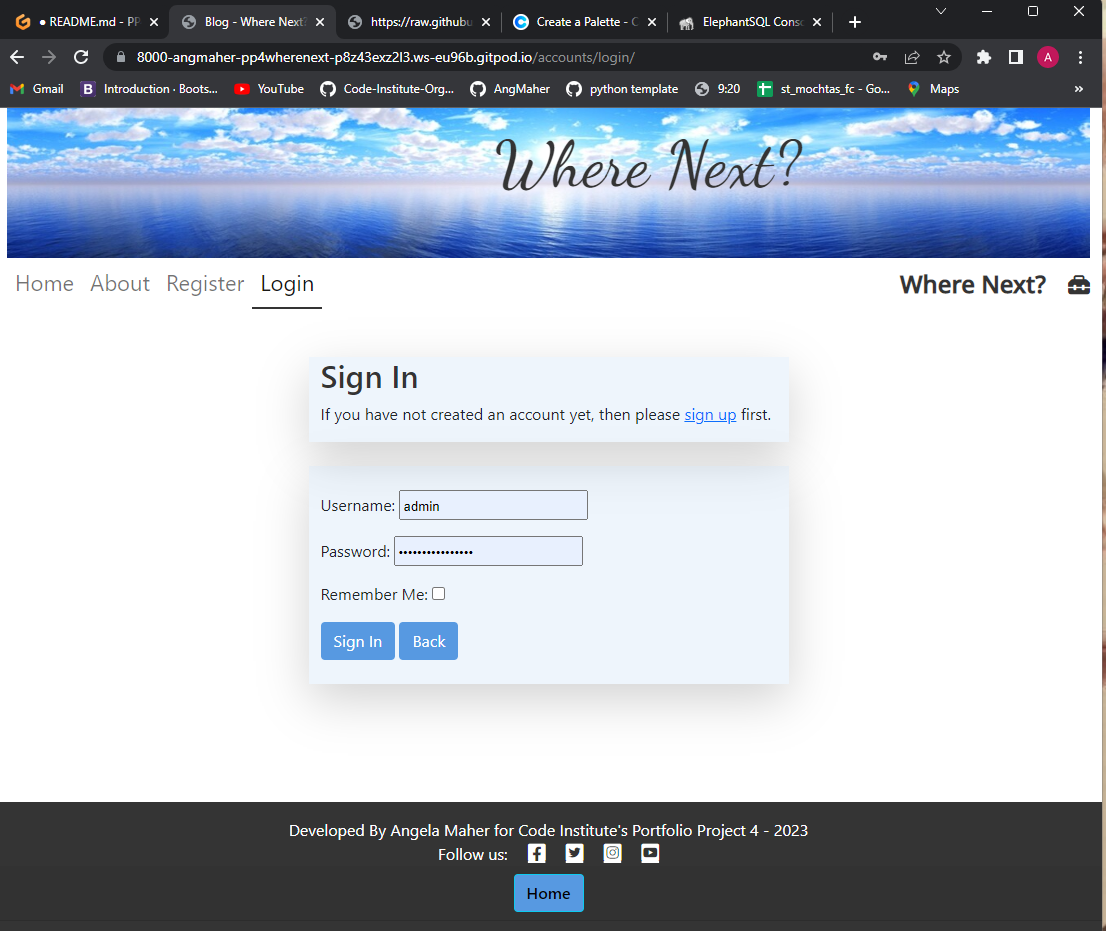 README.md - PP
Blog - Where Next?
https://raw.githubu
Create a Palette - C
ElephantSQL Conso
8000-angmaher-pp4wherenext-p8z43exz2l3.ws-eu96b.gitpod.io/accounts/login/
A
Gmail
B
Introduction · Boots...
YouTube
Code-Institute-Org...
AngMaher
python template
9:20
st_mochtas_fc - Go...
Maps
»
Where Next?
Home
About
Register
Login
Where Next?
Sign In
If you have not created an account yet, then please sign up first.
Username: admin
Password: ••••••••••••••••
Remember Me:
Sign In
Back
Developed By Angela Maher for Code Institute's Portfolio Project 4 - 2023
Follow us:
Home